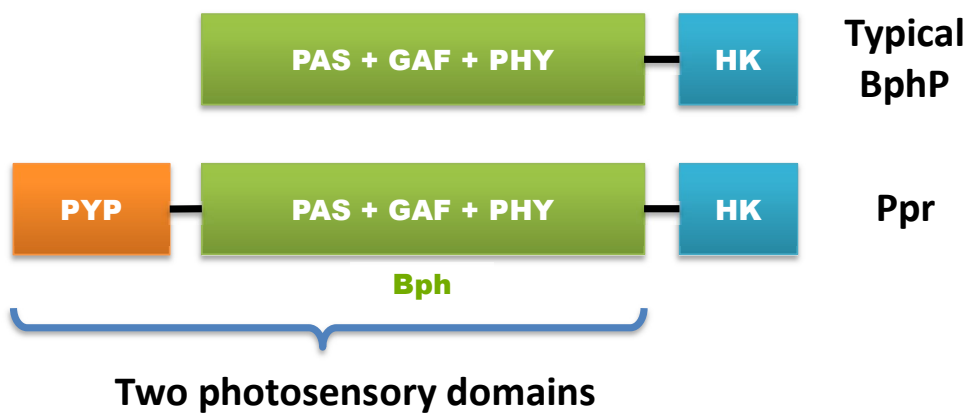 PAS + GAF + PHY
HK
Typical
BphP
PYP
PAS + GAF + PHY
HK
Ppr
Bph
Two photosensory domains